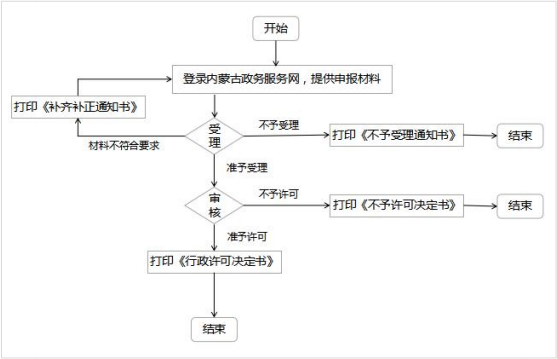 开始
登录内蒙古政务服务网，提供申报材料
打印《补齐补正通知书》
受理
不予受理
打印《不予受理通知书》
结束
材料不符合要求
准予受理
审核
不予许可
打印《不予许可决定书》
结束
准予许可
打印《行政许可决定书》
结束